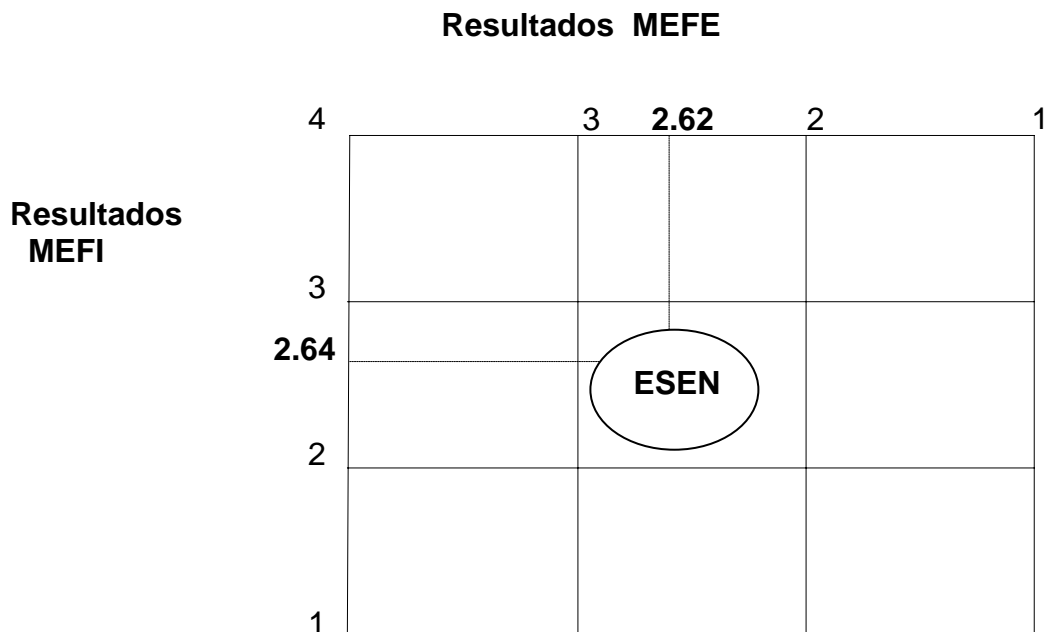 Resultados MEFE
4 3 2.62 2 1
Resultados
MEFI
3
2.64
ESEN
2
1